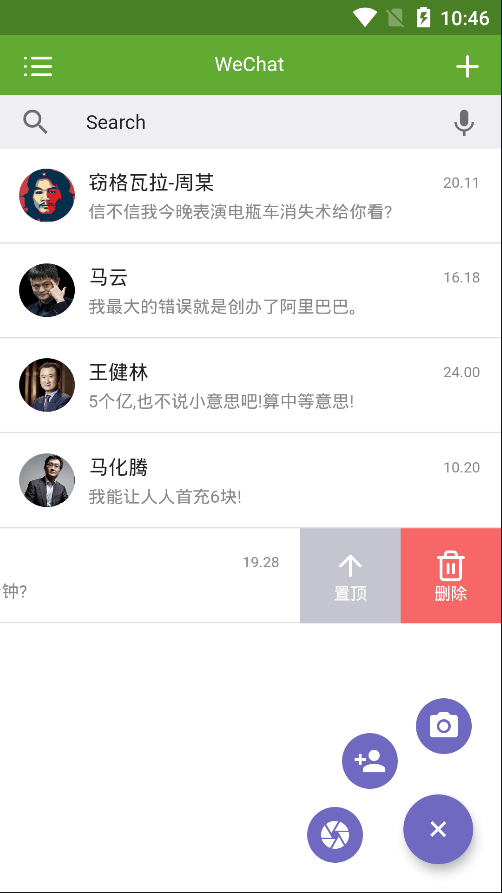 10:46
WeChat
Search
窃格瓦拉-周某
20.11
信不信我今晚表演电瓶车消失术给你看?
马云
16.18
我最大的错误就是创办了阿里巴巴。
王健林
24.00
5个亿,也不说小意思吧!算中等意思!
马化腾
10.20
我能让人人首充6块!
19.28
钟?
置顶
删除